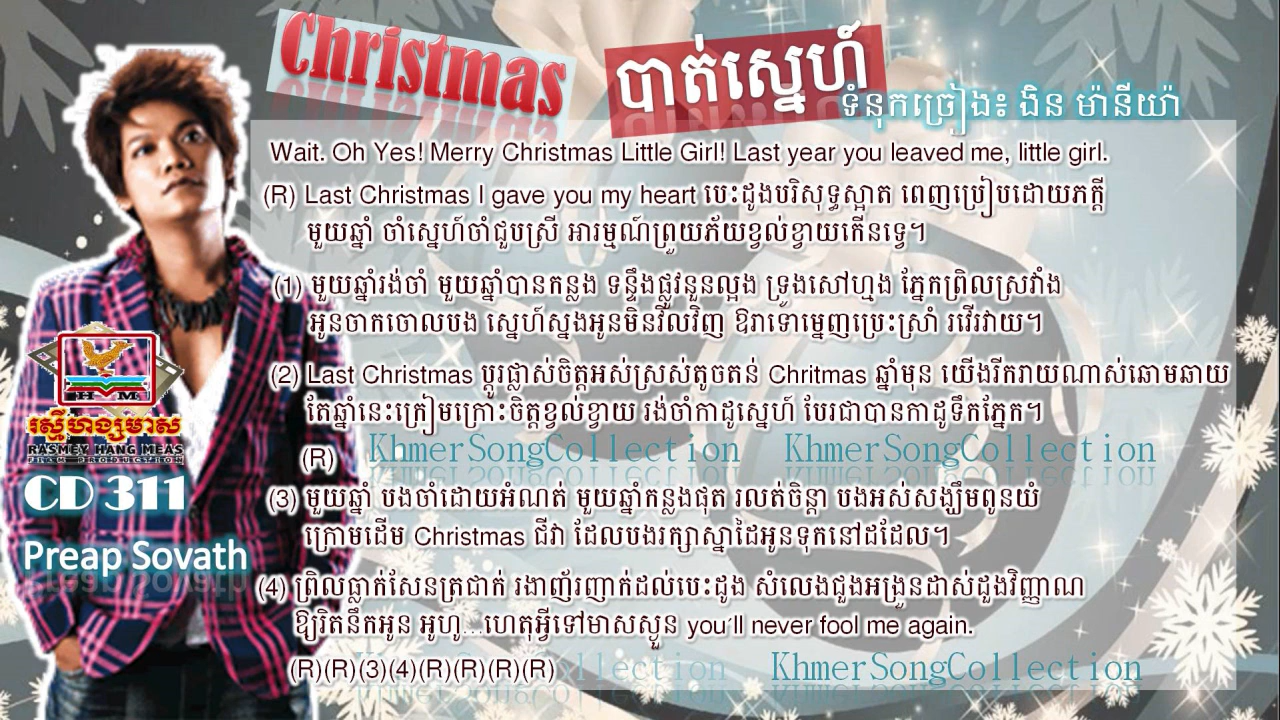 Christmas បាត់ស្នេហ៍
ទំនុកច្រៀង៖ ងិន ម៉ានីយ៉ា
Wait. Oh Yes! Merry Christmas Little Girl! Last year you leaved me, little girl.
(R) Last Christmas I gave you my heart បេះដូងបរិសុទ្ធស្អាត ពេញប្រៀបដោយភក្តី
មួយឆ្នាំ ចាំស្នេហ៍ចាំជួបស្រី អារម្មណ៍ព្រួយភ័យខ្វល់ខ្វាយកើនទ្វេ។
(1) មួយឆ្នាំរង់ចាំ មួយឆ្នាំបានកន្លង ទន្ទឹងផ្លូវនួនល្អង ទ្រូងសៅហ្មង ភ្នែកព្រិលស្រវាំង
អូនចាកចោលបង ស្នេហ៍ស្នងអូនមិនវិលវិញ ឱរាទោម្នេញប្រេះស្រាំ រវើរវាយ។
(2) Last Christmas ប្តូរផ្លាស់ចិត្តអស់ស្រស់តូចតន់ Chritmas ឆ្នាំមុន យើងរីករាយណាស់ឆោមឆាយ
តែឆ្នាំនេះក្រៀមក្រោះចិត្តខ្វល់ខ្វាយ រង់ចាំកាដូស្នេហ៍ បែរជាបានកាដូទឹកភ្នែក។
(R) KhmerSongCollection KhmerSongCollection
(3) មួយឆ្នាំ បងចាំដោយអំណត់ មួយឆ្នាំកន្លងផុត រលត់ចិន្តា បងអស់សង្ឃឹមពូនយំ
ក្រោមដើម Christmas ជីវា ដែលបងរក្សាស្នាដៃអូនទុកនៅដដែល។
(4) ព្រិលធ្លាក់សែនត្រជាក់ រងាញ័រញាក់ដល់បេះដូង សំលេងជួងអង្រួនដាស់ដួងវិញ្ញាណ
ឱ្យរឹតនឹកអូន អូហូ...ហេតុអ្វីទៅមាសស្ងួន you'll never fool me again.
(R)(R)(3)(4)(R)(R)(R)(R) KhmerSongCollection KhmerSongCollection
HM
រស្មីហង្សមាស
RASMEY HANG MEAS
FILM PRODUCTION
CD 311
Preap Sovath